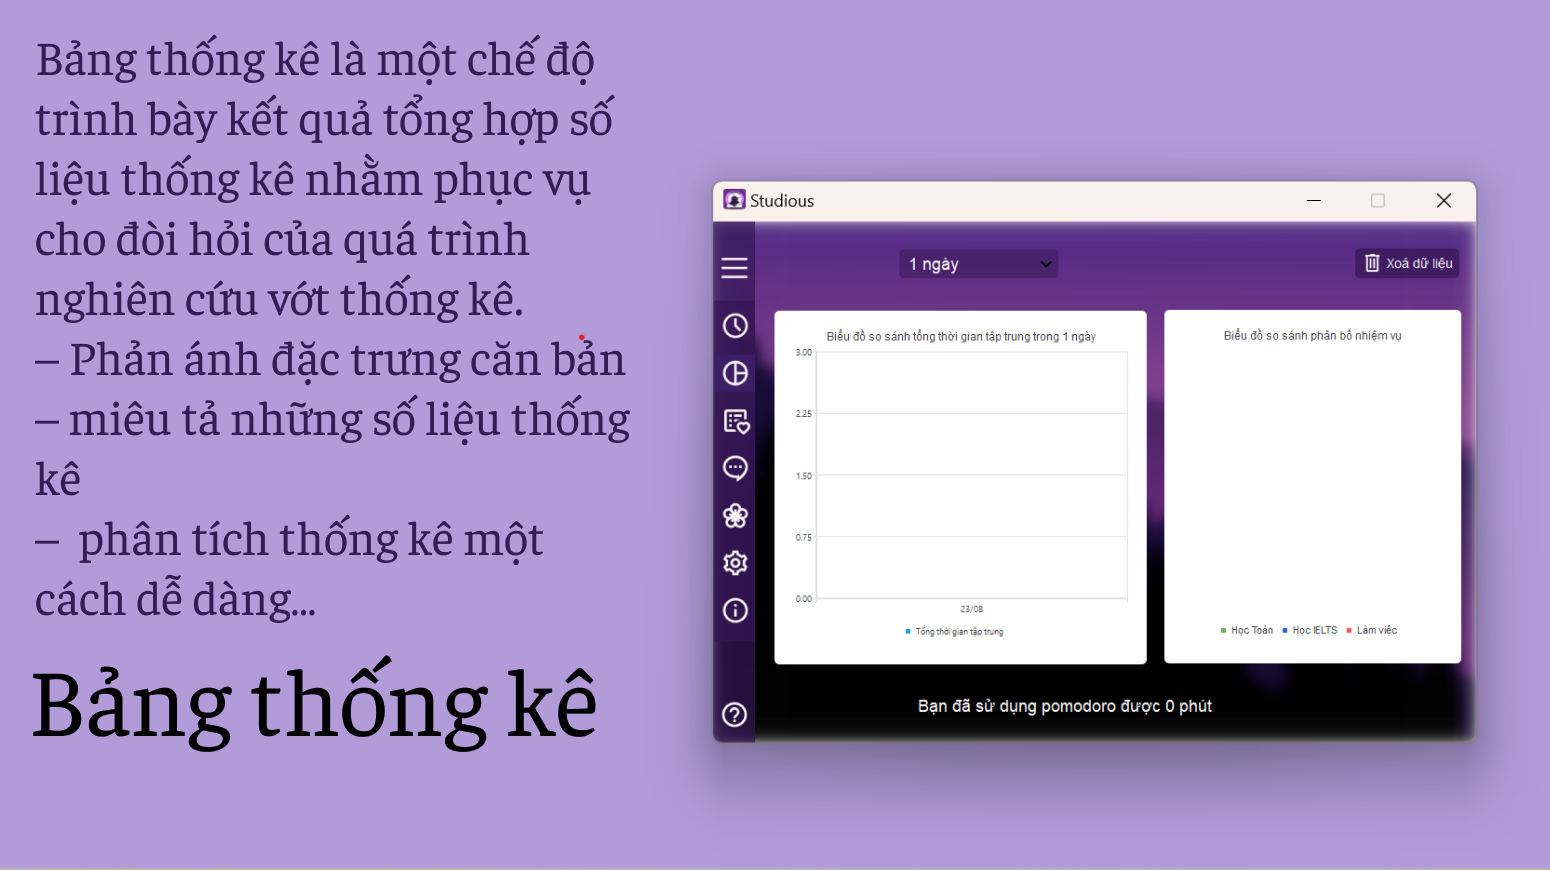 Bảng thống kê là một chế độ
trình bày kết quả tổng hợp số
liệu thống kê nhằm phục vụ
cho đòi hỏi của quá trình
nghiên cứu vớt thống kê.
– Phản ánh đặc trưng căn bản
– miêu tả những số liệu thống
kê
– phân tích thống kê một
cách dễ dàng...
Bảng thống kê
Studious
1 ngày
Xoá dữ liệu
Biểu đồ so sánh tổng thời gian tập trung trong 1 ngày
3.00
2.25
1.50
0.75
0.00
23/08
Tổng thời gian tập trung
Biểu đồ so sánh phân bố nhiệm vụ
Học Toán Học IELTS Làm việc
Bạn đã sử dụng pomodoro được 0 phút